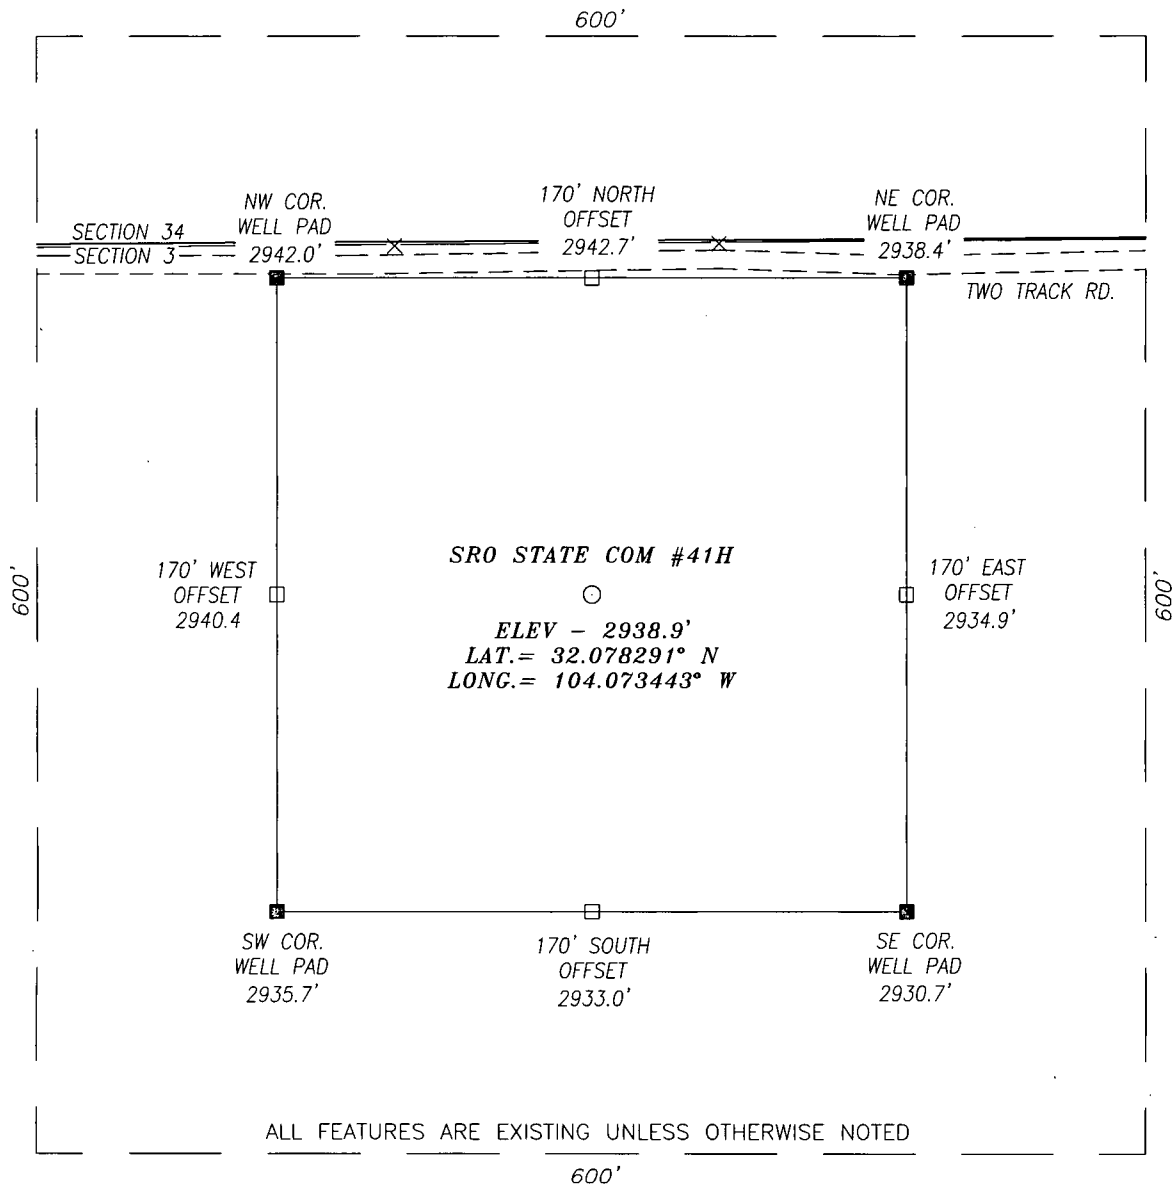 600'
NW COR.
WELL PAD
2942.0'
170' NORTH
OFFSET
2942.7'
NE COR.
WELL PAD
2938.4'
SECTION 34
SECTION 3
TWO TRACK RD.
600'
170' WEST
OFFSET
2940.4
SRO STATE COM #41H
ELEV - 2938.9'
LAT.= 32.078291° N
LONG.= 104.073443° W
170' EAST
OFFSET
2934.9'
600'
SW COR.
WELL PAD
2935.7'
170' SOUTH
OFFSET
2933.0'
SE COR.
WELL PAD
2930.7'
ALL FEATURES ARE EXISTING UNLESS OTHERWISE NOTED
600'